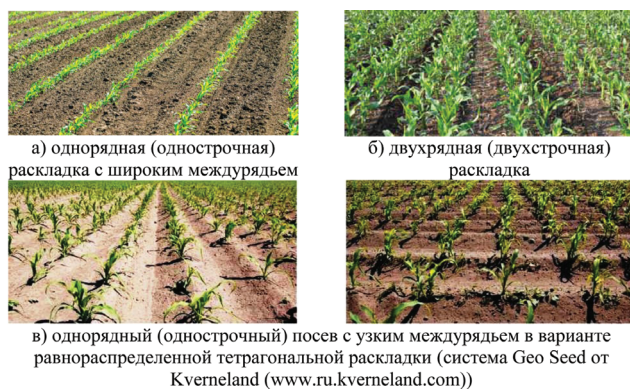 а) однорядная (однострочная)
раскладка с широким междурядьем
б) двухрядная (двухстрочная)
раскладка
в) однорядный (однострочный) посев с узким междурядьем в варианте
равнораспределенной тетрагональной раскладки (система Geo Seed от
Kverneland (www.ru.kverneland.com))